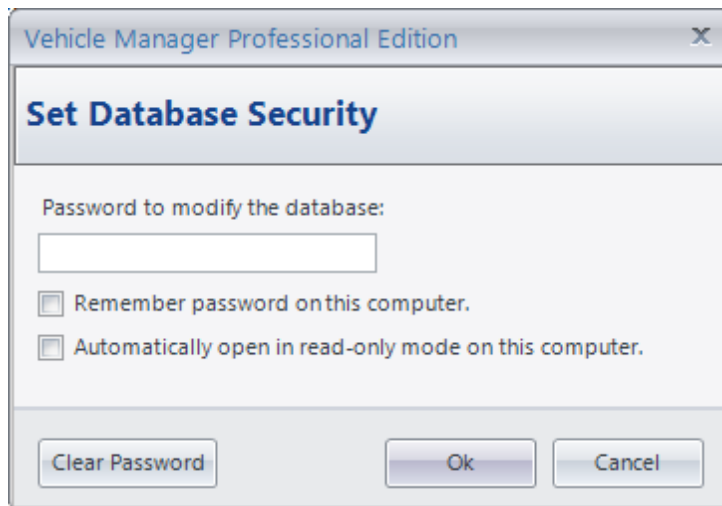 Vehicle Manager Professional Edition
Set Database Security
Password to modify the database:
Remember password on this computer.
Automatically open in read-only mode on this computer.
Clear Password Ok Cancel